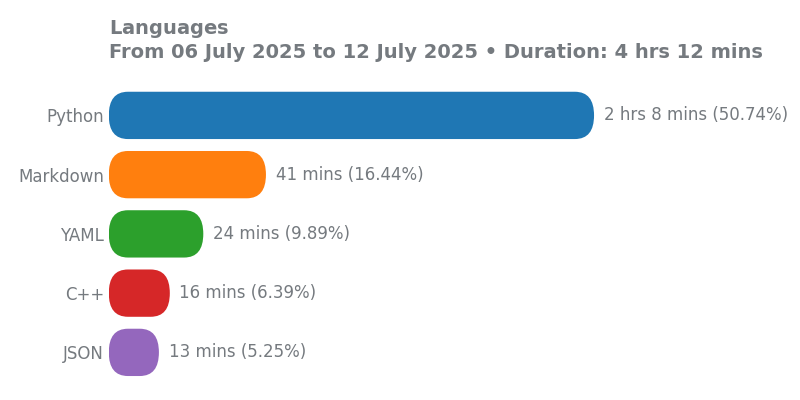 Languages
From 06 July 2025 to 12 July 2025 • Duration: 4 hrs 12 mins
Python 2 hrs 8 mins (50.74%)
Markdown 41 mins (16.44%)
YAML 24 mins (9.89%)
C++ 16 mins (6.39%)
JSON 13 mins (5.25%)